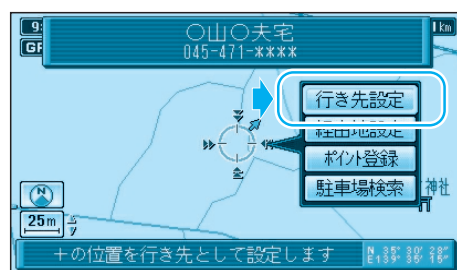 ○山○夫宅
045-471-****
行き先設定
経由地設定
ポイント登録
駐車場検索
神社
25m
+の位置を行き先として設定します
N 35° 30′ 28″
E139° 35′ 15″